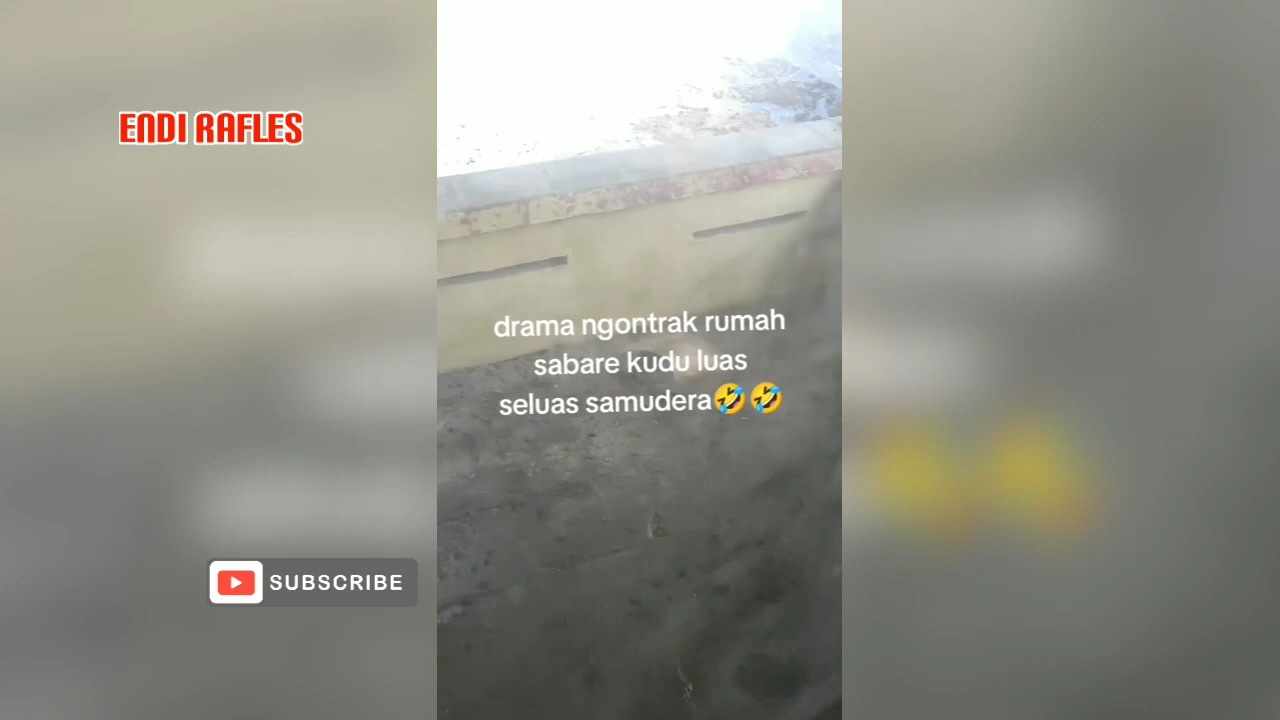 ENDI RAFLES
drama ngontrak rumah
sabare kudu luas
seluas samudera🤣🤣
SUBSCRIBE